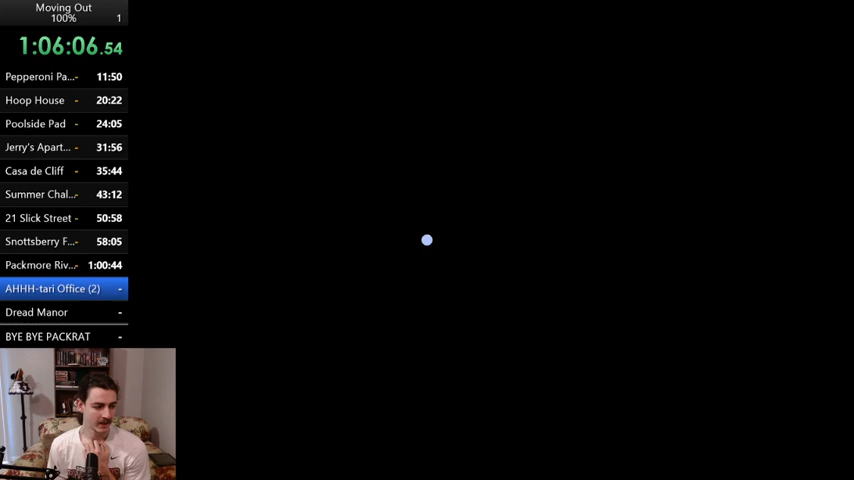 Moving Out
100% 1
1:06:06.54
Pepperoni Pa...- 11:50
Hoop House - 20:22
Poolside Pad - 24:05
Jerry's Apart... - 31:56
Casa de Cliff - 35:44
Summer Chal...- 43:12
21 Slick Street - 50:58
Snottsberry F...- 58:05
Packmore Riv...- 1:00:44
AHHH-tari Office (2) -
Dread Manor -
BYE BYE PACKRAT -